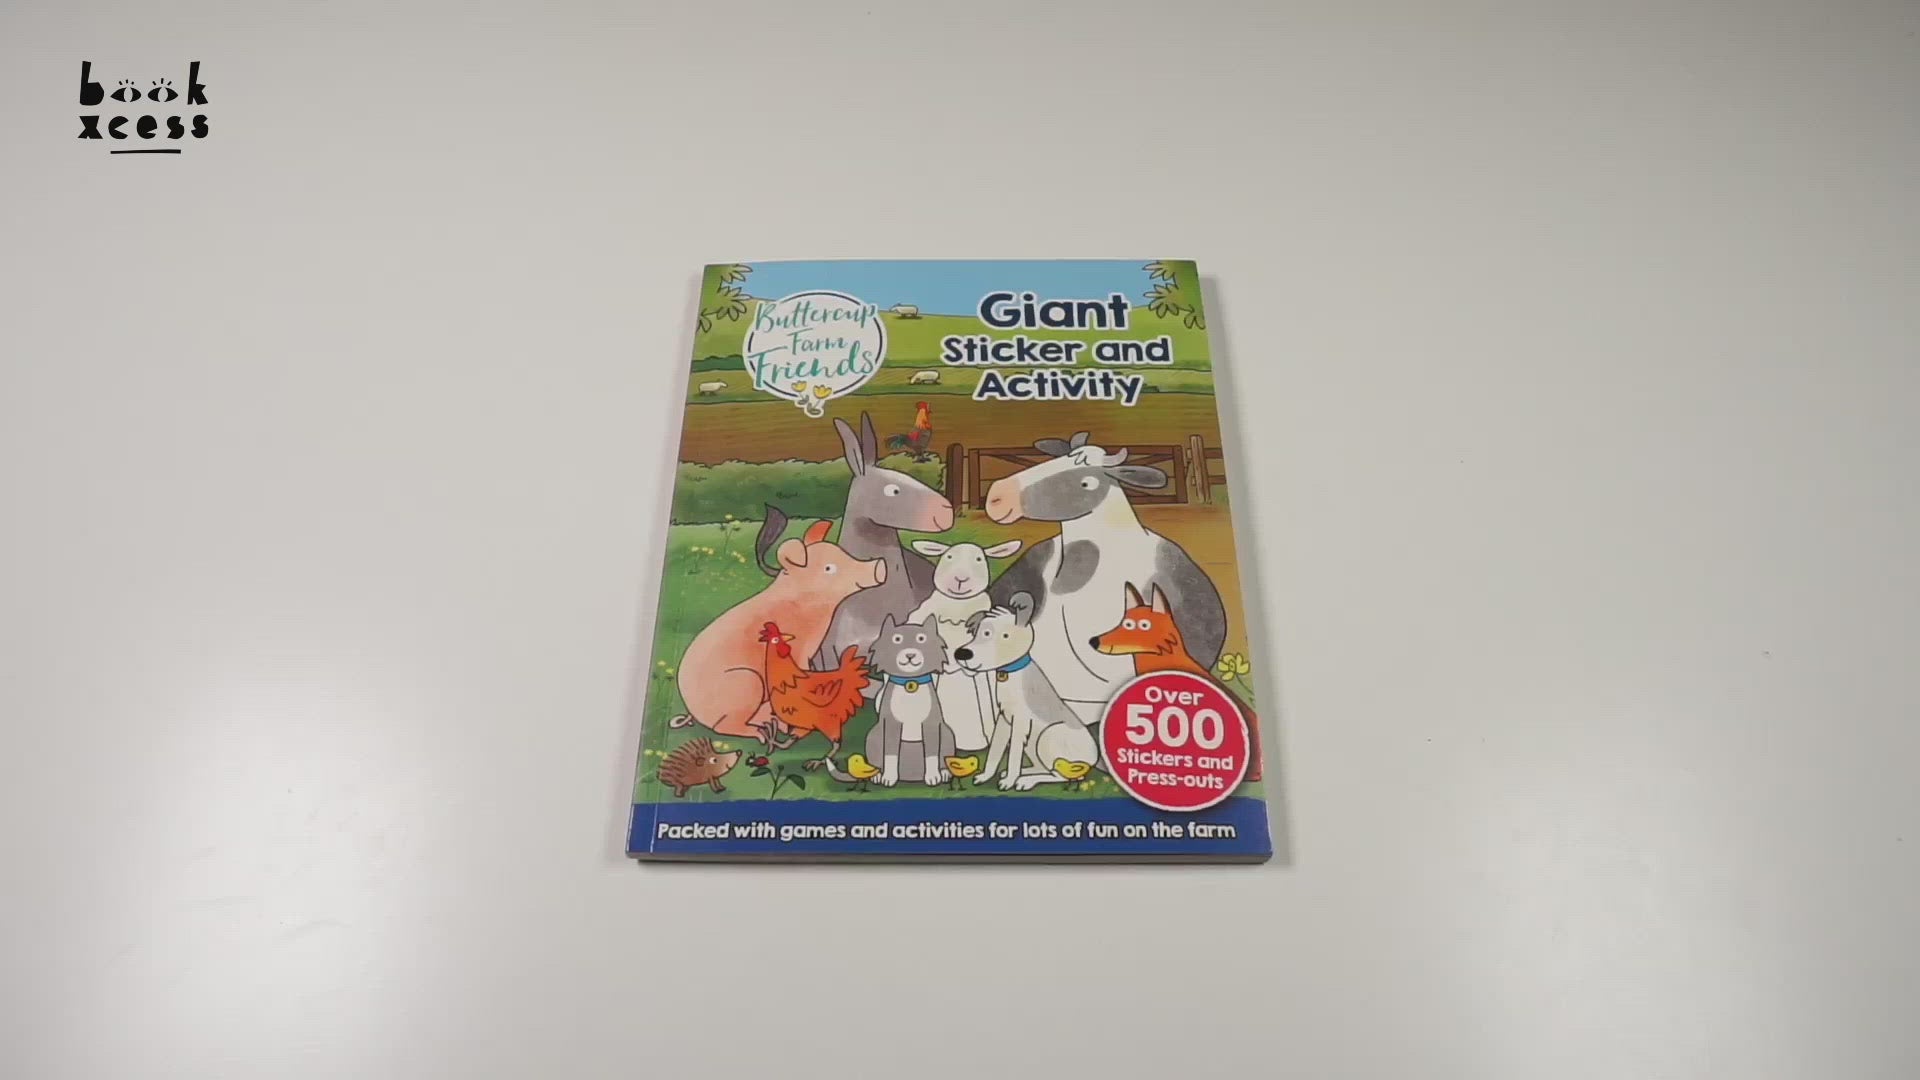 book
xcess
Buttercup
Farm
Friends
Giant
Sticker and
Activity
Over
500
Stickers and
Press-outs
Packed with games and activities for lots of fun on the farm